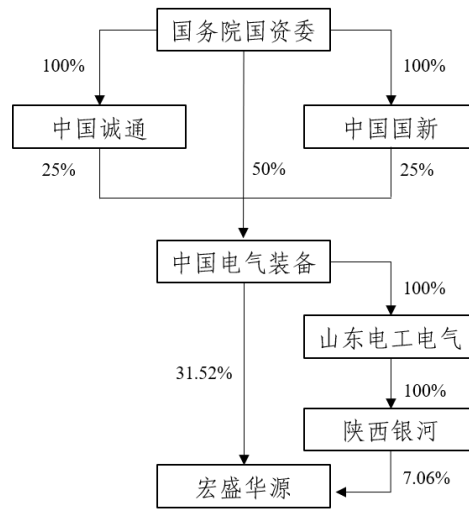 国务院国资委
100%
100%
中国诚通
中国国新
25%
50%
25%
中国电气装备
100%
山东电工电气
31.52%
100%
陕西银河
7.06%
宏盛华源